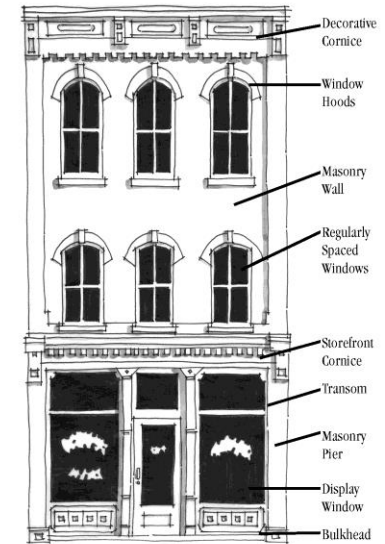 Decorative
Cornice
Window
Hoods
Masonry
Wall
Regularly
Spaced
Windows
Storefront
Cornice
Transom
Masonry
Pier
Display
Window
Bulkhead